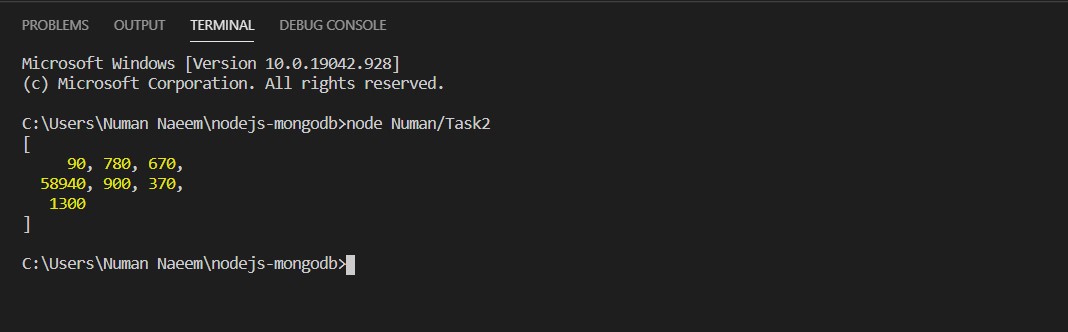 PROBLEMS OUTPUT TERMINAL DEBUG CONSOLE
Microsoft Windows [Version 10.0.19042.928]
(c) Microsoft Corporation. All rights reserved.
C:\Users\Numan Naeem\nodejs-mongodb>node Numan/Task2
[
90, 780, 670,
58940, 900, 370,
1300
]
C:\Users\Numan Naeem\nodejs-mongodb>